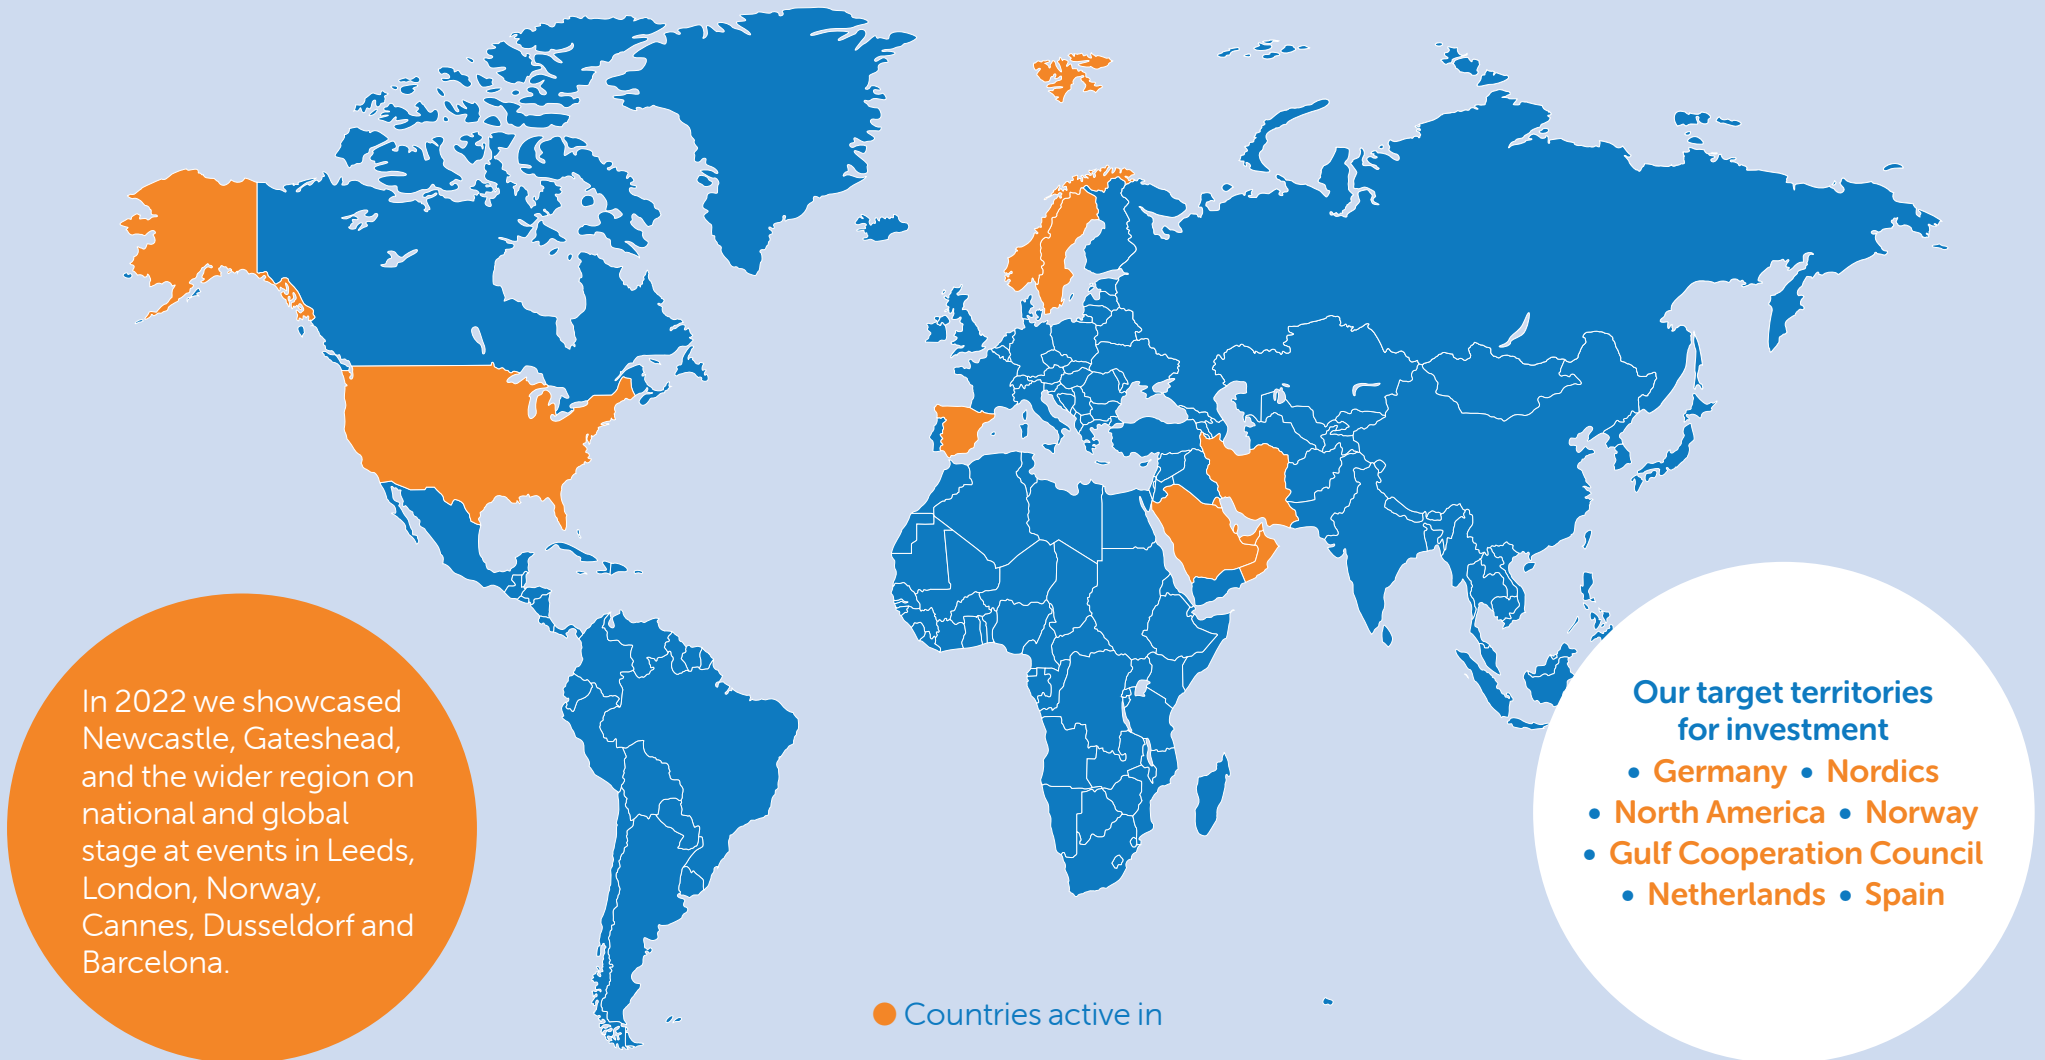 In 2022 we showcased
Newcastle, Gateshead,
and the wider region on
national and global
stage at events in Leeds,
London, Norway,
Cannes, Dusseldorf and
Barcelona.
Countries active in
Our target territories
for investment
• Germany • Nordics
• North America • Norway
• Gulf Cooperation Council
• Netherlands • Spain